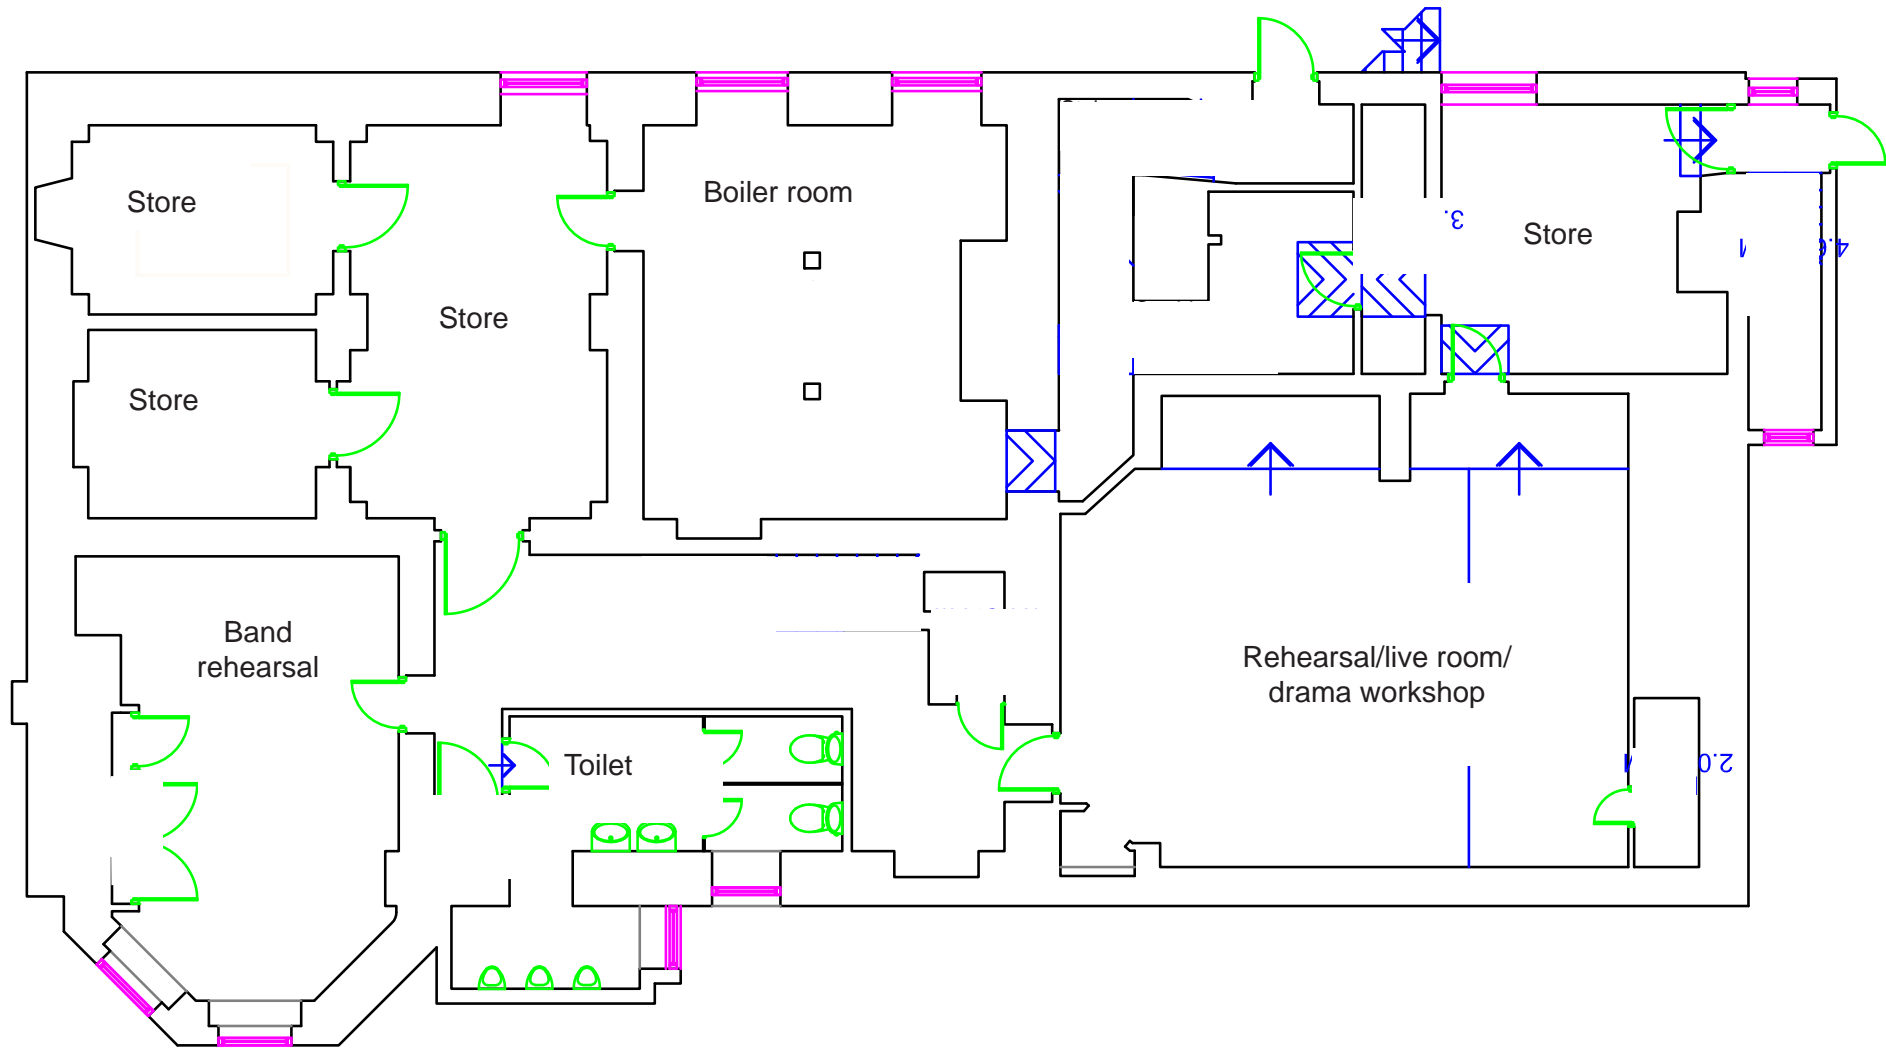 Boiler room
Store
Store
Store
Store
Band
rehearsal
Rehearsal/live room/
drama workshop
Toilet